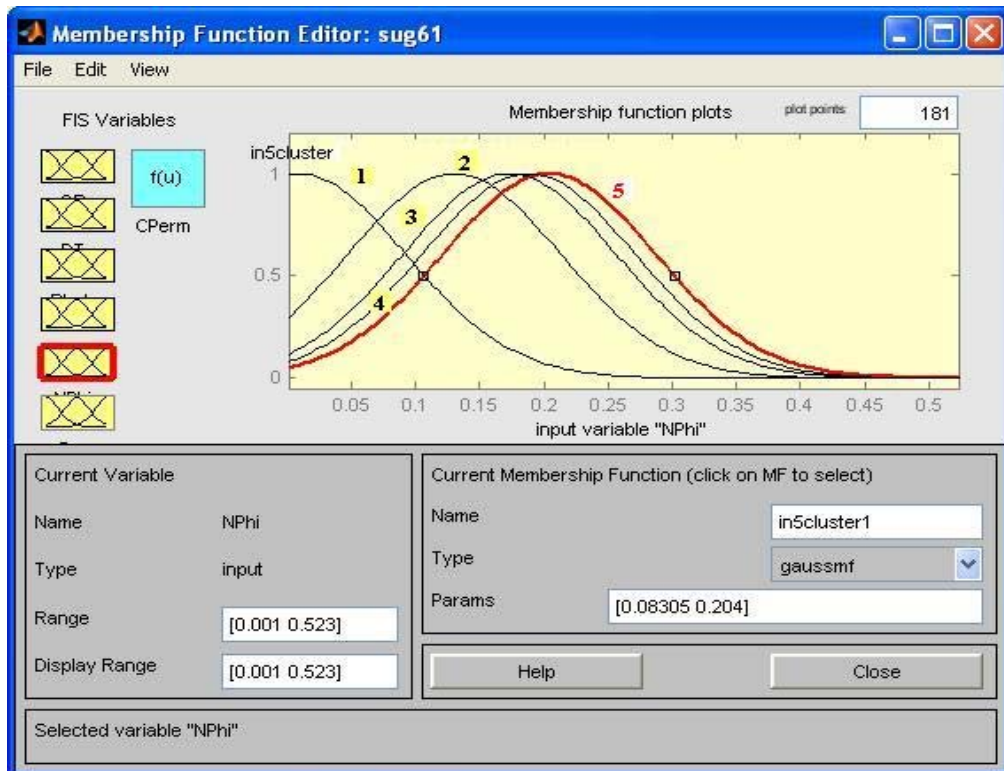 Membership Function Editor: sug61
File Edit View
FIS Variables
f(u)
CPerm
NPhi
Membership function plots
plot points:
181
in5cluster
1
2
3
4
5
1
0.5
0
0.05 0.1 0.15 0.2 0.25 0.3 0.35 0.4 0.45 0.5
input variable "NPhi"
Current Variable
Name NPhi
Type input
Range [0.001 0.523]
Display Range [0.001 0.523]
Current Membership Function (click on MF to select)
Name in5cluster1
Type gaussmf
Params [0.08305 0.204]
Help Close
Selected variable "NPhi"